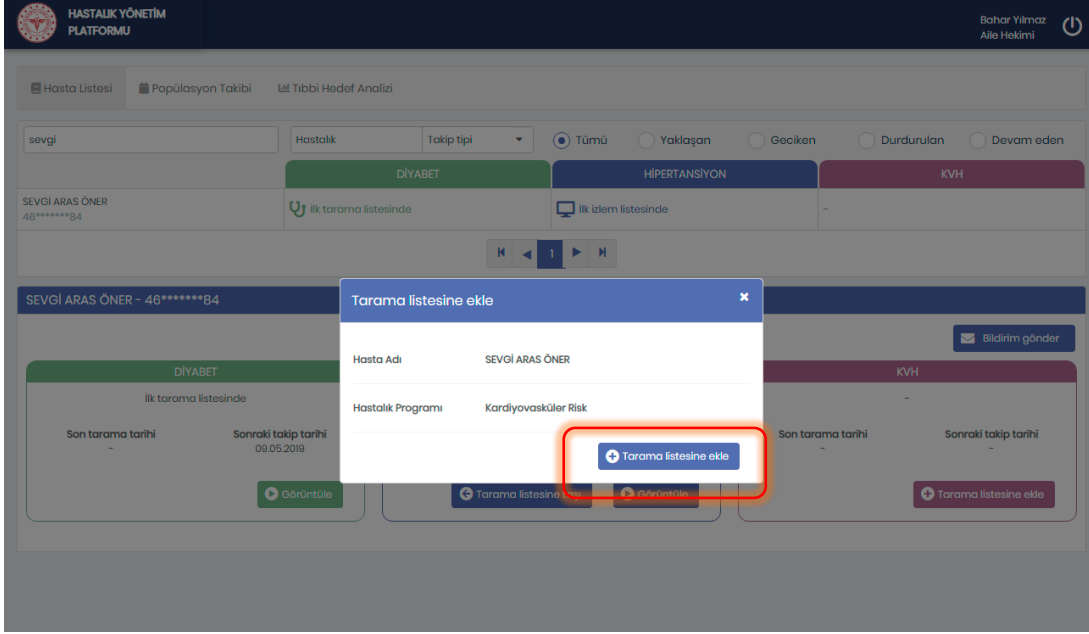 HASTALIK YÖNETİM
PLATFORMU
Bahar Yılmaz
Aile Hekimi
Hasta Listesi
Popülasyon Takibi
Tıbbi Hedef Analizi
sevgi
Hastalık
Takip tipi
Tümü
Yaklaşan
Geciken
Durdurulan
Devam eden
DİYABET
HİPERTANSİYON
KVH
SEVGİ ARAS ÖNER
46*******84
İlk tarama listesinde
İlk izlem listesinde
-
1
SEVGİ ARAS ÖNER - 46*******84
Tarama listesine ekle
Hasta Adı
SEVGİ ARAS ÖNER
Hastalık Programı
Kardiyovasküler Risk
Tarama listesine ekle
Bildirim gönder
DİYABET
İlk tarama listesinde
Son tarama tarihi
-
Sonraki takip tarihi
09.05.2019
Görüntüle
Tarama listesine taşı
Görüntüle
KVH
-
Son tarama tarihi
-
Sonraki takip tarihi
-
Tarama listesine ekle